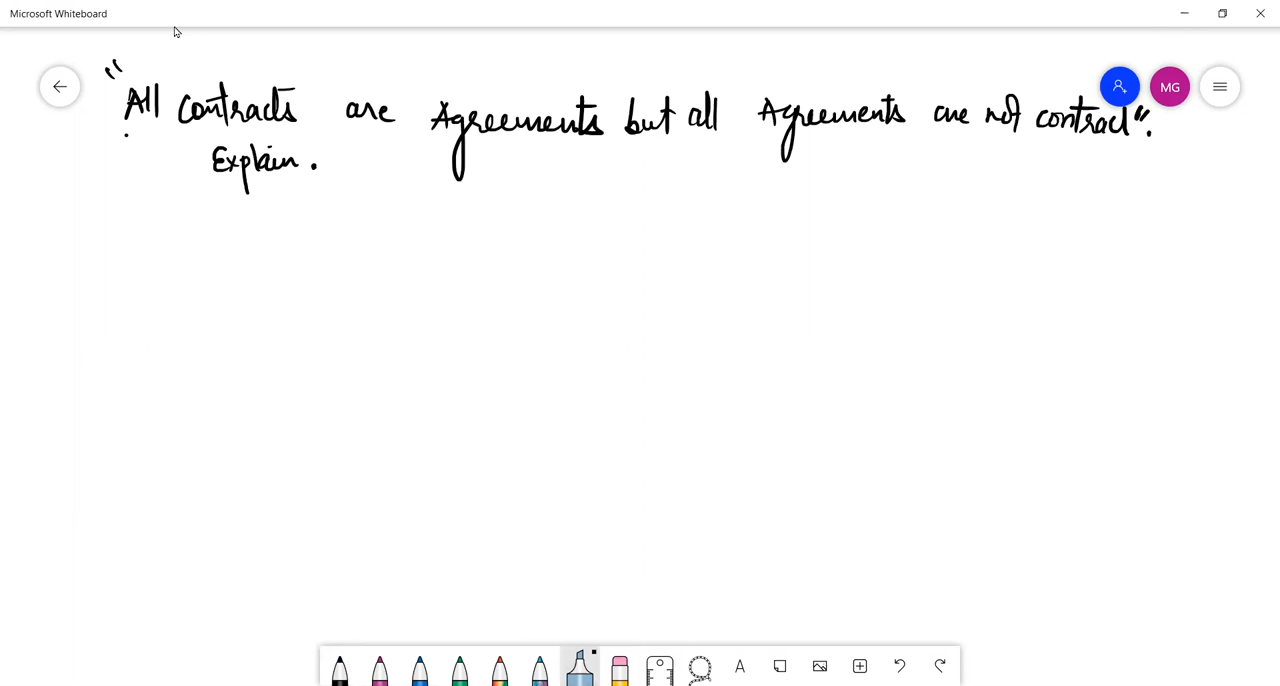 Microsoft Whiteboard
"All contracts are Agreements but all Agreements are not contract".
Explain.
MG
A